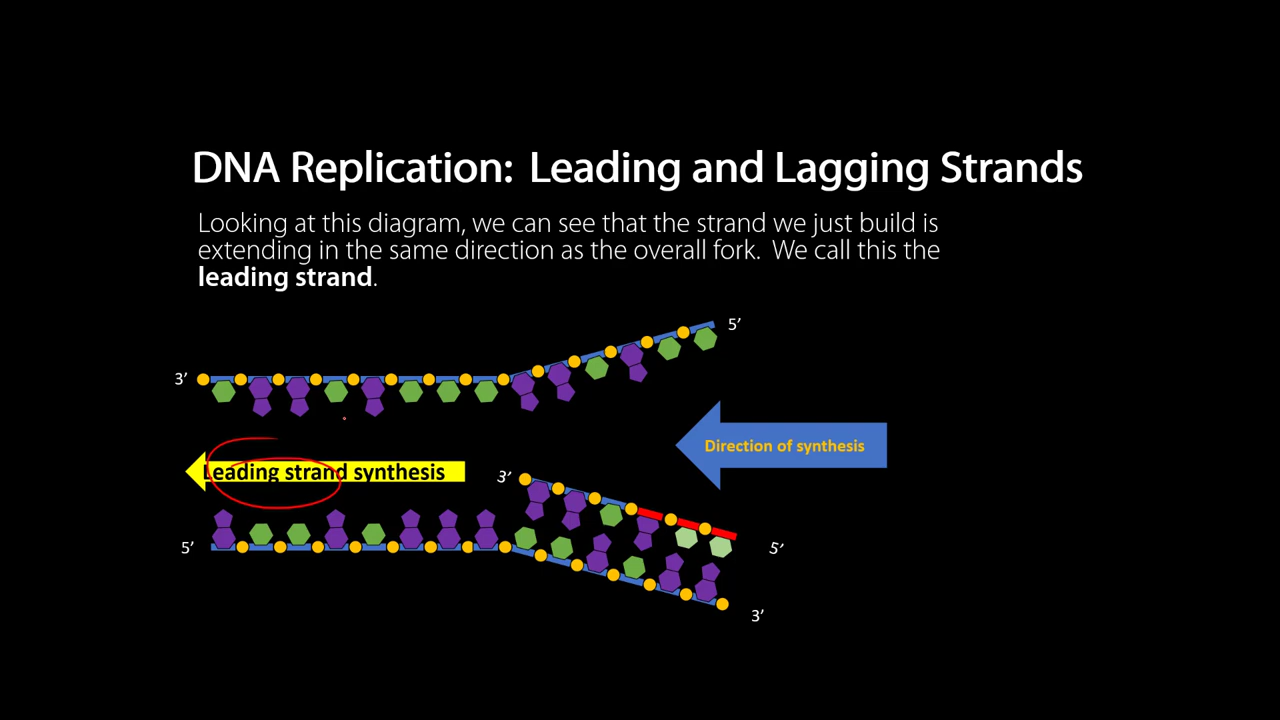 DNA Replication: Leading and Lagging Strands
Looking at this diagram, we can see that the strand we just build is
extending in the same direction as the overall fork. We call this the
leading strand.
5’
3’
Direction of synthesis
Leading strand synthesis
3’
5’
5’
3’